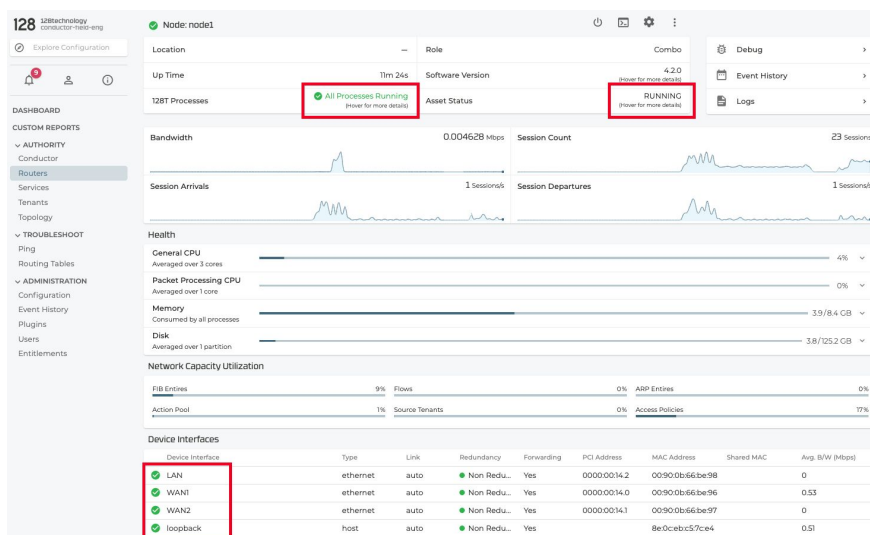 128 128technology
conductor-held-eng
Explore Configuration
9
DASHBOARD
CUSTOM REPORTS
AUTHORITY
Conductor
Routers
Services
Tenants
Topology
TROUBLESHOOT
Ping
Routing Tables
ADMINISTRATION
Configuration
Event History
Plugins
Users
Entitlements
Node: node1
Location –
Role Combo
Debug
Up Time 11m 24s
Software Version 4.2.0
(Hover for more details)
Event History
128T Processes All Processes Running
(Hover for more details)
Asset Status RUNNING
(Hover for more details)
Logs
Bandwidth 0.004628 Mbps
Session Count 23 Sessions
Session Arrivals 1 Sessions/s
Session Departures 1 Sessions/s
Health
General CPU
Averaged over 3 cores
4%
Packet Processing CPU
Averaged over 1 core
0%
Memory
Consumed by all processes
3.9/8.4 GB
Disk
Averaged over 1 partition
3.8/125.2 GB
Network Capacity Utilization
FIB Entires 9% Flows 0% ARP Entires 0%
Action Pool 1% Source Tenants 0% Access Policies 17%
Device Interfaces
Device Interface Type Link Redundancy Forwarding PCI Address MAC Address Shared MAC Avg. B/W (Mbps)
LAN ethernet auto Non Redu... Yes 0000:00:14.2 00:90:0b:66:be:98 0
WAN1 ethernet auto Non Redu... Yes 0000:00:14.0 00:90:0b:66:be:96 0.53
WAN2 ethernet auto Non Redu... Yes 0000:00:14.1 00:90:0b:66:be:97 0
loopback host auto Non Redu... Yes 8e:0c:eb:c5:7c:e4 0.51